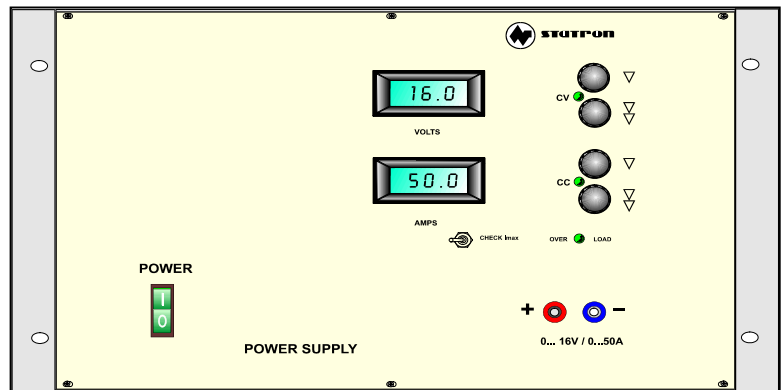 statron
16.0
CV
VOLTS
50.0
CC
AMPS
CHECK Imax
OVER LOAD
POWER
I
0
+ −
0... 16V / 0...50A
POWER SUPPLY